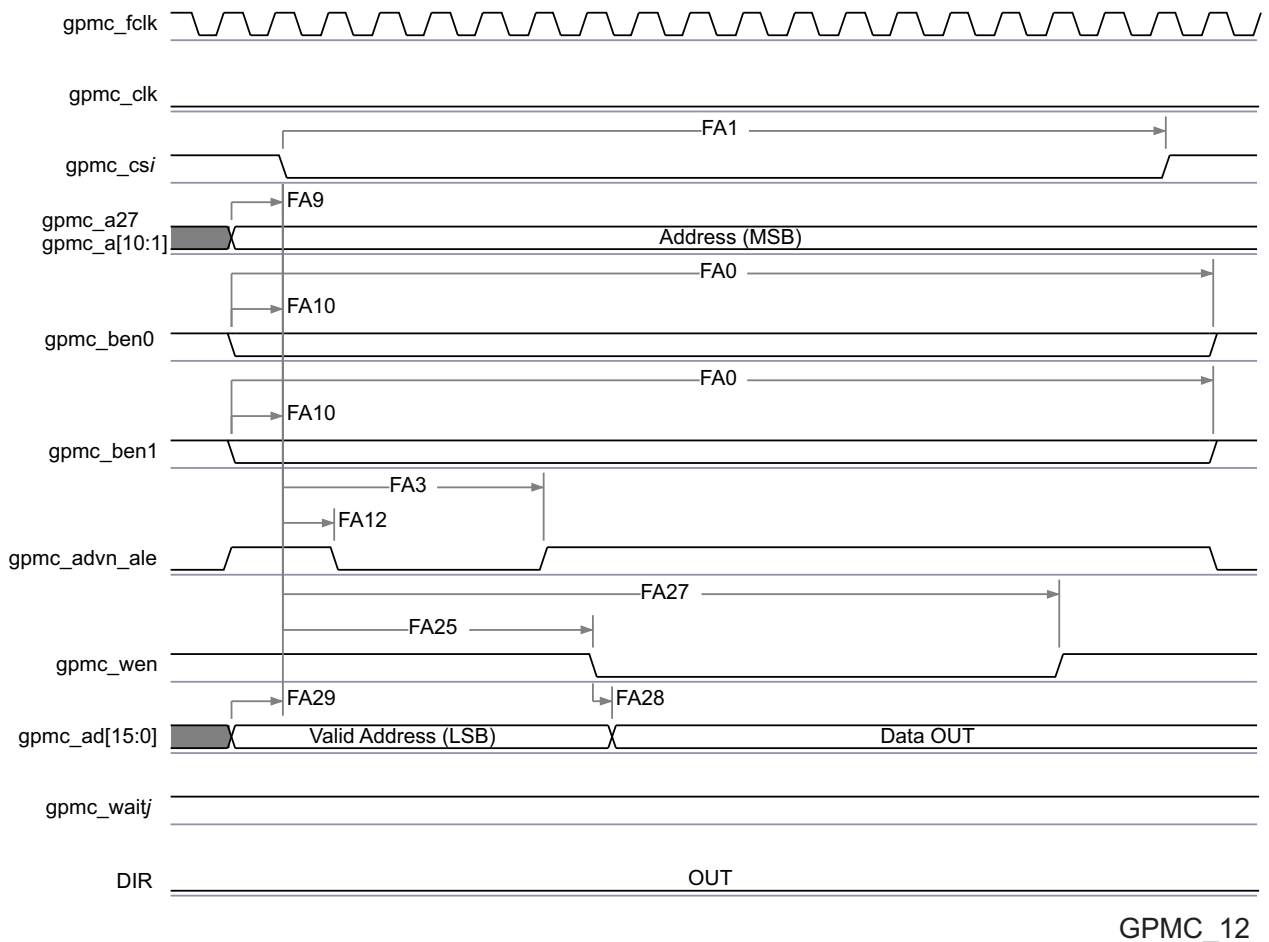 gpmc_fclk
gpmc_clk
FA1
gpmc_csi
FA9
gpmc_a27
gpmc_a[10:1]
Address (MSB)
FA0
FA10
gpmc_ben0
FA0
FA10
gpmc_ben1
FA3
FA12
gpmc_advn_ale
FA27
FA25
gpmc_wen
FA29
FA28
gpmc_ad[15:0]
Valid Address (LSB)
Data OUT
gpmc_waitj
DIR
OUT
GPMC_12